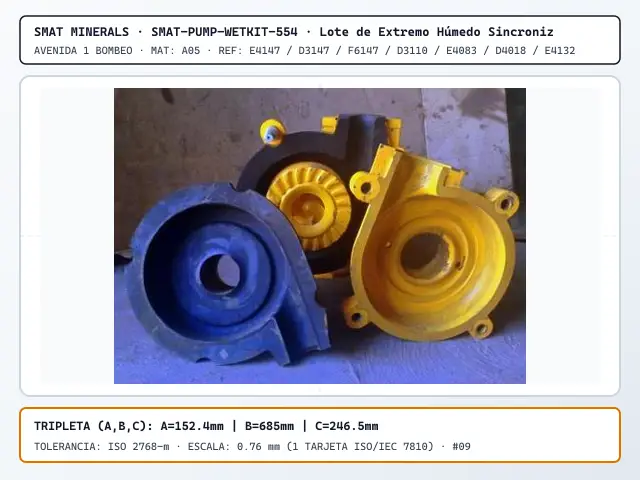 SMAT MINERALS · SMAT-PUMP-WETKIT-554 · Lote de Extremo Húmedo Sincroniz
AVENIDA 1 BOMBEO · MAT: A05 · REF: E4147 / D3147 / F6147 / D3110 / E4083 / D4018 / E4132
TRIPLETA (A,B,C): A=152.4mm | B=685mm | C=246.5mm
TOLERANCIA: ISO 2768-m · ESCALA: 0.76 mm (1 TARJETA ISO/IEC 7810) · #09